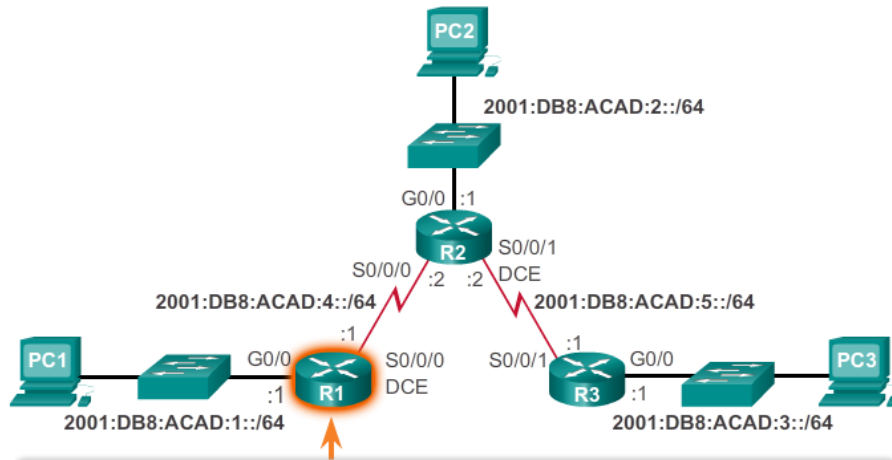 PC2
2001:DB8:ACAD:2::/64
G0/0 :1
R2
S0/0/1
DCE
S0/0/0
:2 :2
2001:DB8:ACAD:4::/64
2001:DB8:ACAD:5::/64
:1
:1
PC1
G0/0
S0/0/0
DCE
:1
R1
2001:DB8:ACAD:1::/64
S0/0/1
G0/0
PC3
R3
:1
2001:DB8:ACAD:3::/64